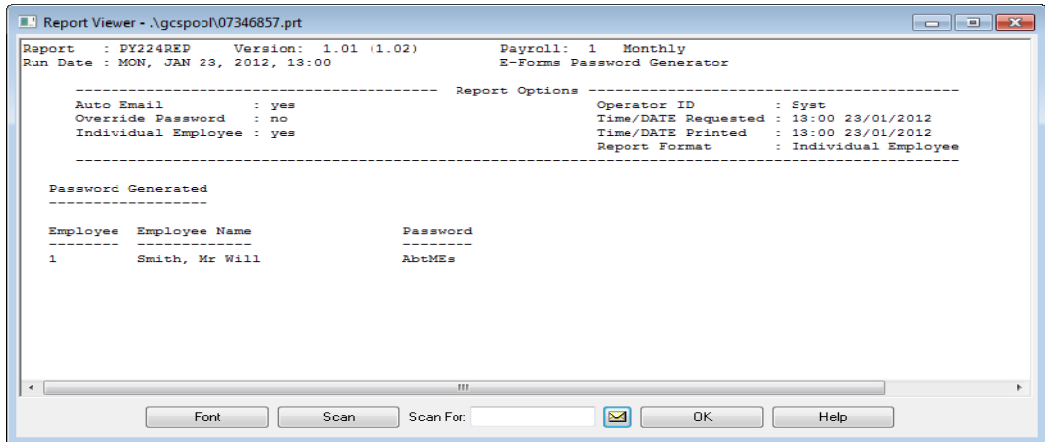 Report Viewer - .\gcspool\07346857.prt
Report : PY224REP Version: 1.01 (1.02) Payroll: 1 Monthly
Run Date : MON, JAN 23, 2012, 13:00 E-Forms Password Generator
------------------------------------------ Report Options -------------------------------------------
Auto Email : yes Operator ID : Syst
Override Password : no Time/DATE Requested : 13:00 23/01/2012
Individual Employee : yes Time/DATE Printed : 13:00 23/01/2012
Report Format : Individual Employee
-----------------------------------------------------------------------------------------------------
Password Generated
------------------
Employee Employee Name Password
-------- ------------- --------
1 Smith, Mr Will AbtMEs
Font Scan Scan For: OK Help